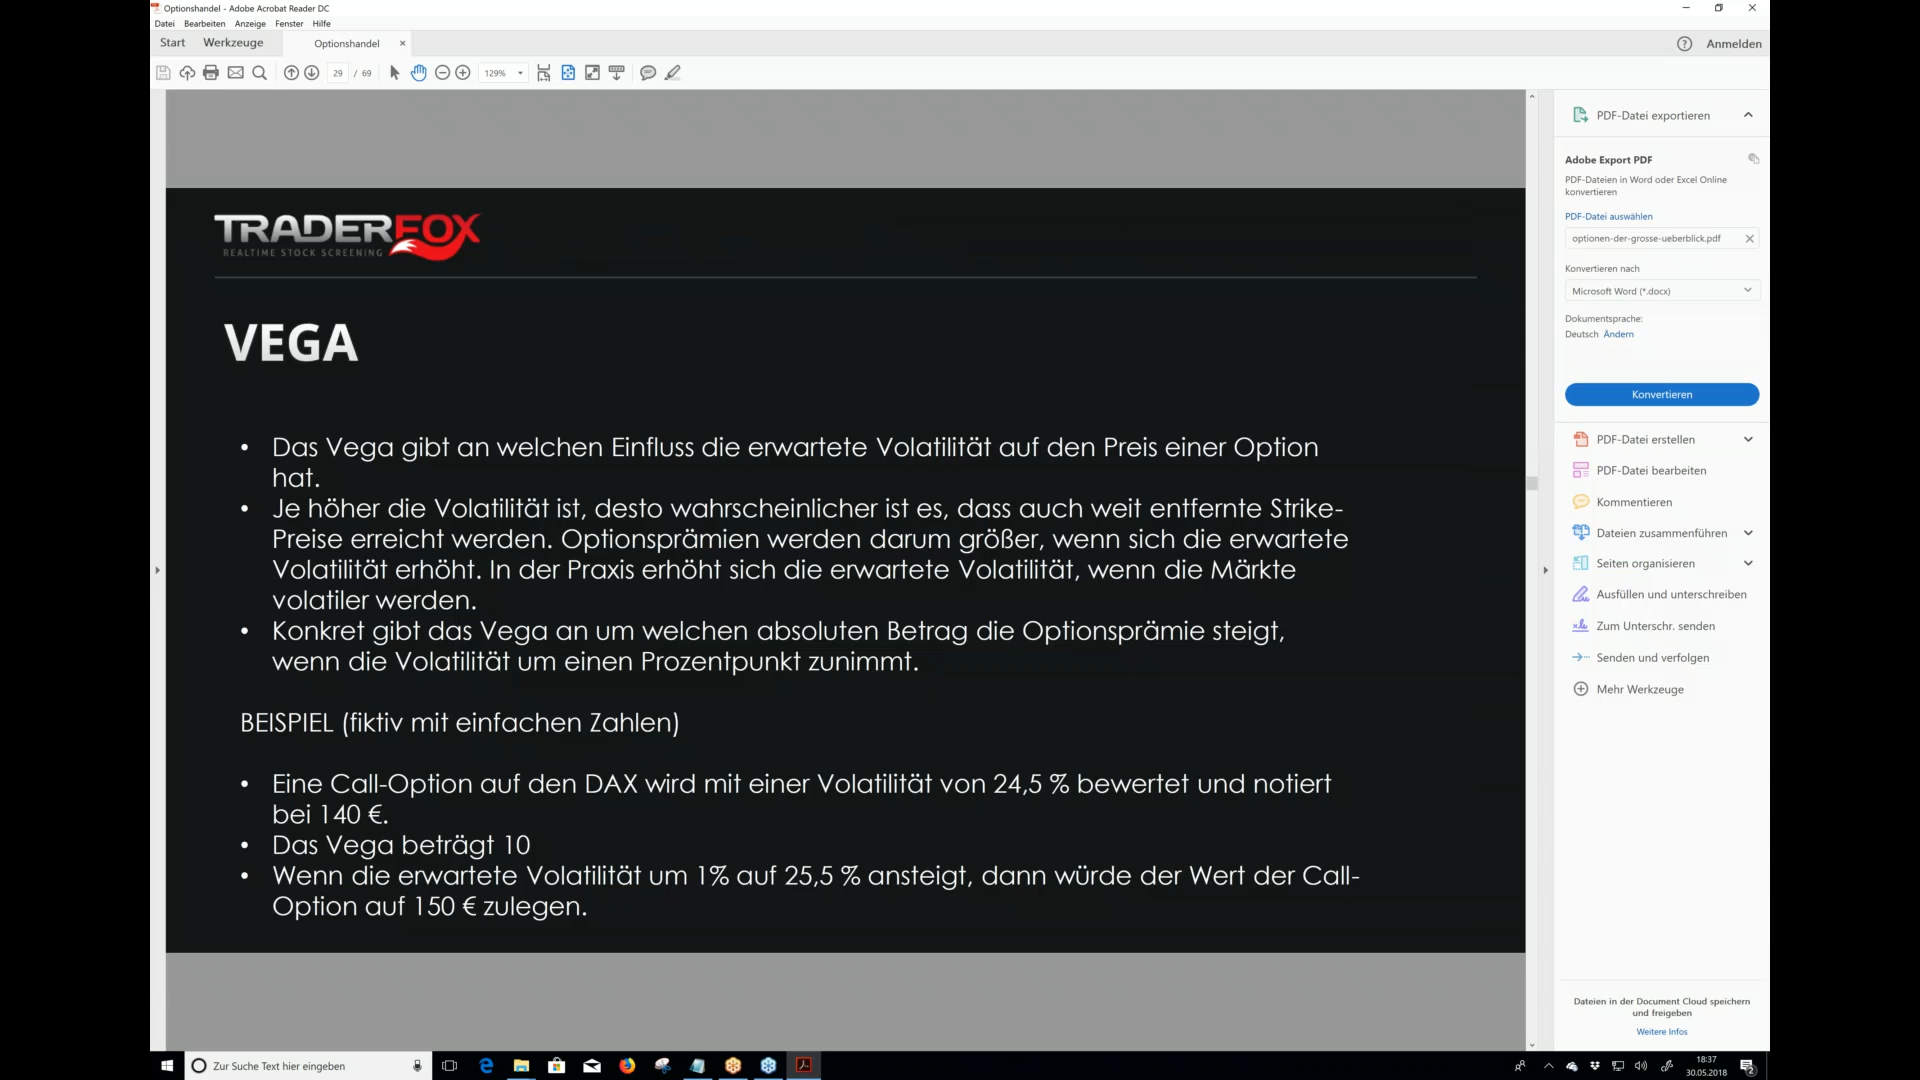 Optionshandel - Adobe Acrobat Reader DC
Datei Bearbeiten Anzeige Fenster Hilfe
Start Werkzeuge Optionshandel × Anmelden
29 / 69 129%
TRADERFOX
REALTIME STOCK SCREENING
VEGA
• Das Vega gibt an welchen Einfluss die erwartete Volatilität auf den Preis einer Option
hat.
• Je höher die Volatilität ist, desto wahrscheinlicher ist es, dass auch weit entfernte Strike-
Preise erreicht werden. Optionsprämien werden darum größer, wenn sich die erwartete
Volatilität erhöht. In der Praxis erhöht sich die erwartete Volatilität, wenn die Märkte
volatiler werden.
• Konkret gibt das Vega an um welchen absoluten Betrag die Optionsprämie steigt,
wenn die Volatilität um einen Prozentpunkt zunimmt.
BEISPIEL (fiktiv mit einfachen Zahlen)
• Eine Call-Option auf den DAX wird mit einer Volatilität von 24,5 % bewertet und notiert
bei 140 €.
• Das Vega beträgt 10
• Wenn die erwartete Volatilität um 1% auf 25,5 % ansteigt, dann würde der Wert der Call-
Option auf 150 € zulegen.
PDF-Datei exportieren
Adobe Export PDF
PDF-Dateien in Word oder Excel Online
konvertieren
PDF-Datei auswählen
optionen-der-grosse-ueberblick.pdf
Konvertieren nach
Microsoft Word (*.docx)
Dokumentsprache:
Deutsch Ändern
Konvertieren
PDF-Datei erstellen
PDF-Datei bearbeiten
Kommentieren
Dateien zusammenführen
Seiten organisieren
Ausfüllen und unterschreiben
Zum Unterschr. senden
Senden und verfolgen
Mehr Werkzeuge
Dateien in der Document Cloud speichern
und freigeben
Weitere Infos
Zur Suche Text hier eingeben
18:37
30.05.2018
2